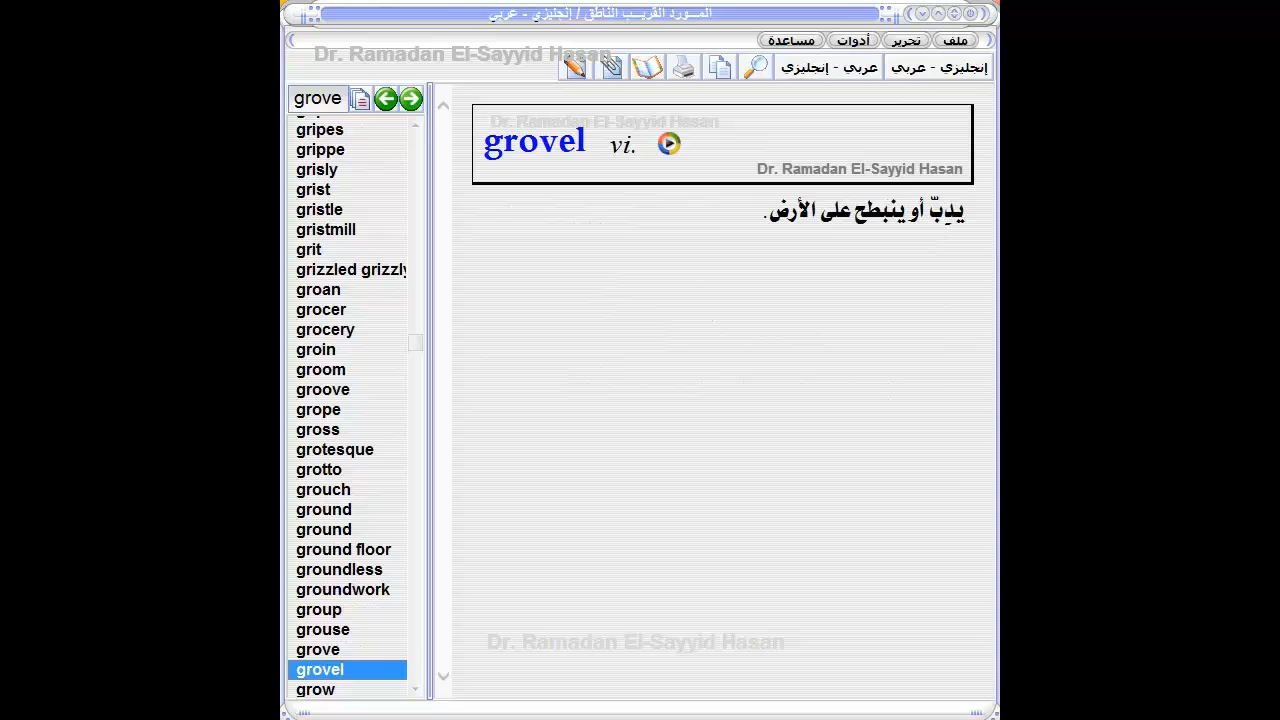 المـــورد القريـــب الناطق / إنجليزي - عربي
ملف تحرير أدوات مساعدة
Dr. Ramadan El-Sayyid Hasan
إنجليزي - عربي عربي - إنجليزي
grove
gripes
grippe
grisly
grist
gristle
gristmill
grit
grizzled grizzly
groan
grocer
grocery
groin
groom
groove
grope
gross
grotesque
grotto
grouch
ground
ground
ground floor
groundless
groundwork
group
grouse
grove
grovel
grow
Dr. Ramadan El-Sayyid Hasan
grovel vi.
Dr. Ramadan El-Sayyid Hasan
يدِبّ أو ينبطح على الأرض.
Dr. Ramadan El-Sayyid Hasan